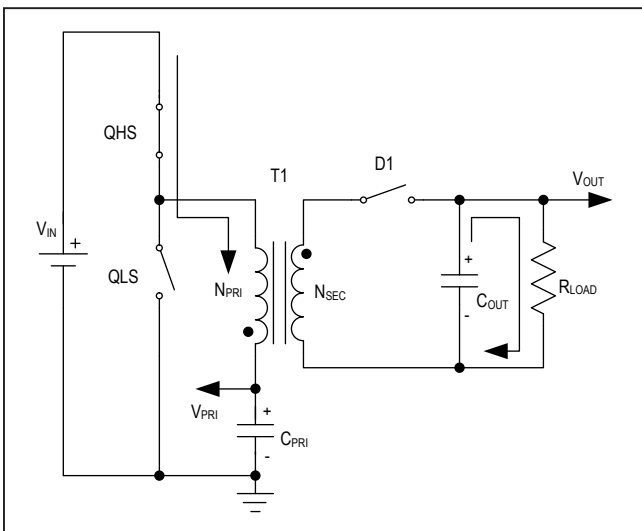 QHS
T1
D1
VOUT
VIN
+
QLS
NPRI
NSEC
+
COUT
-
RLOAD
VPRI
+
CPRI
-